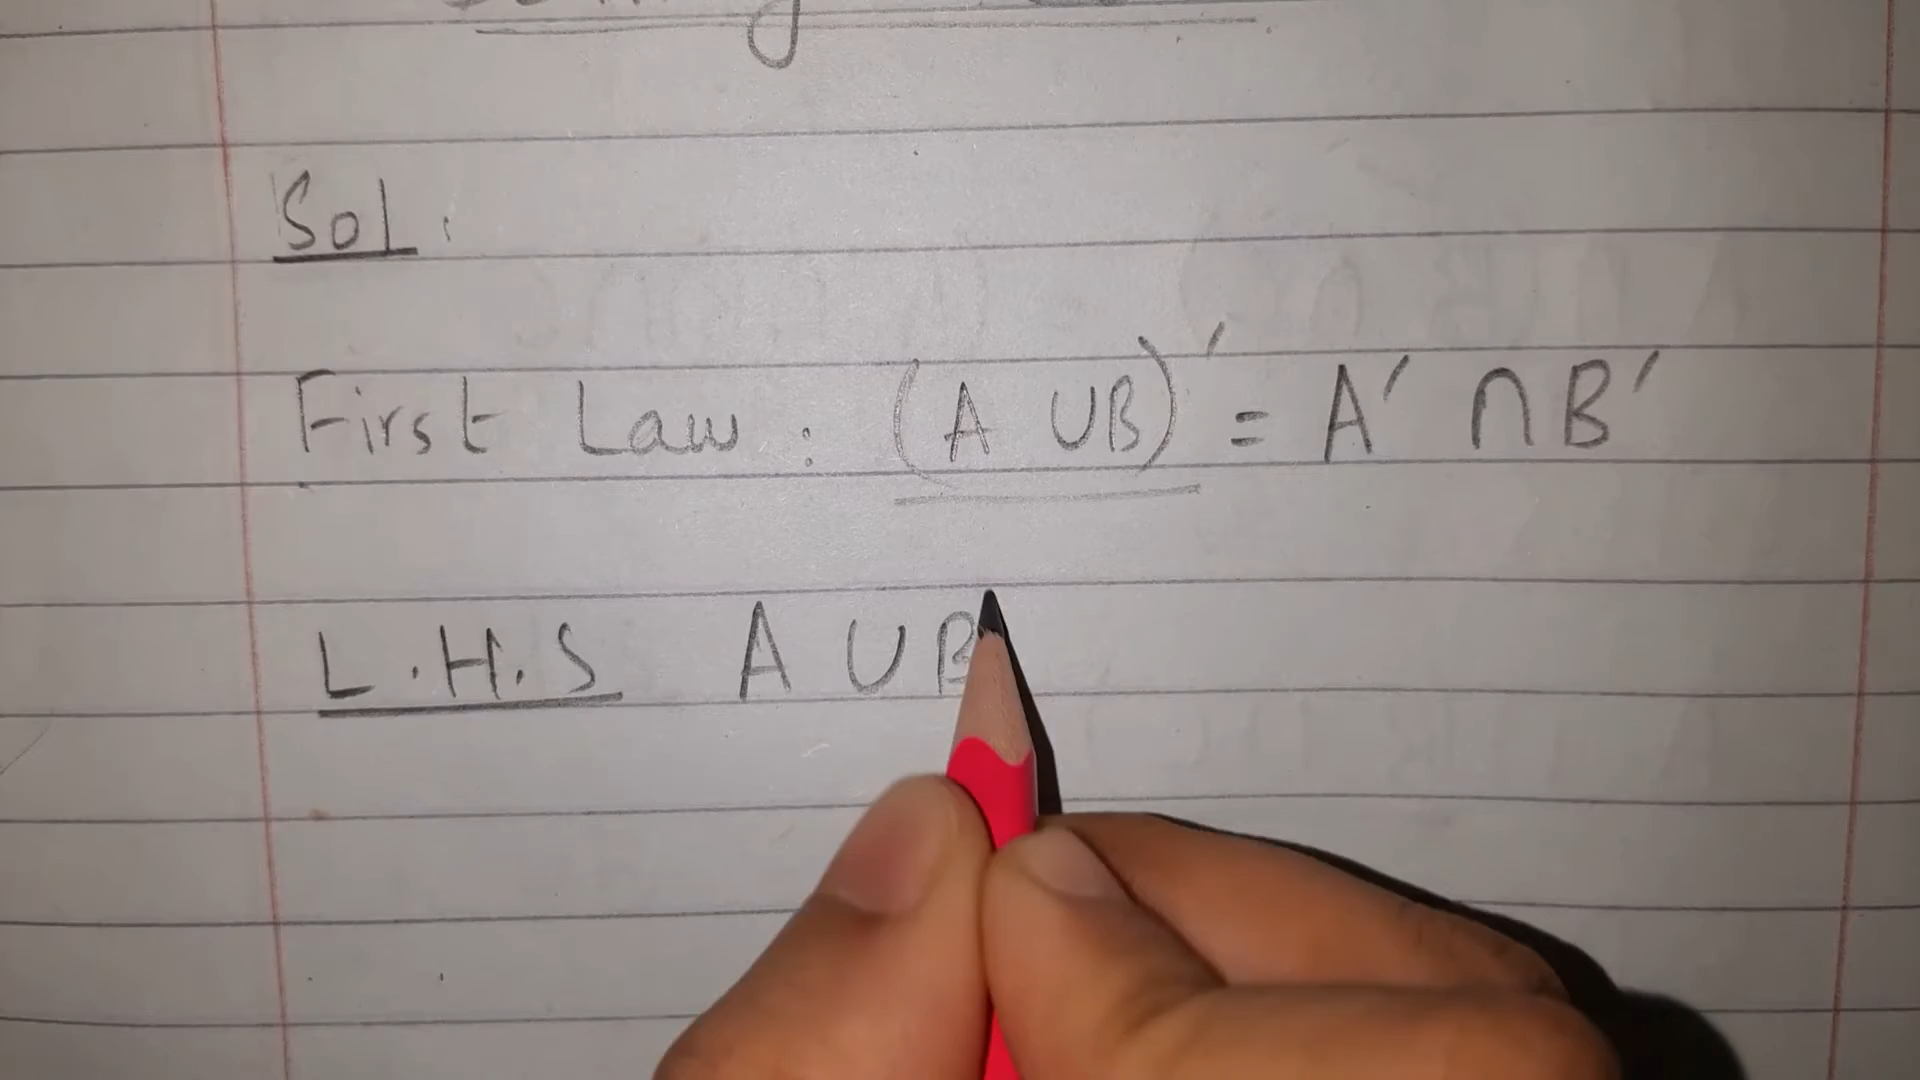 Sol:
First Law : (A ∪B)′ = A′ ∩ B′
L.H.S A ∪ B